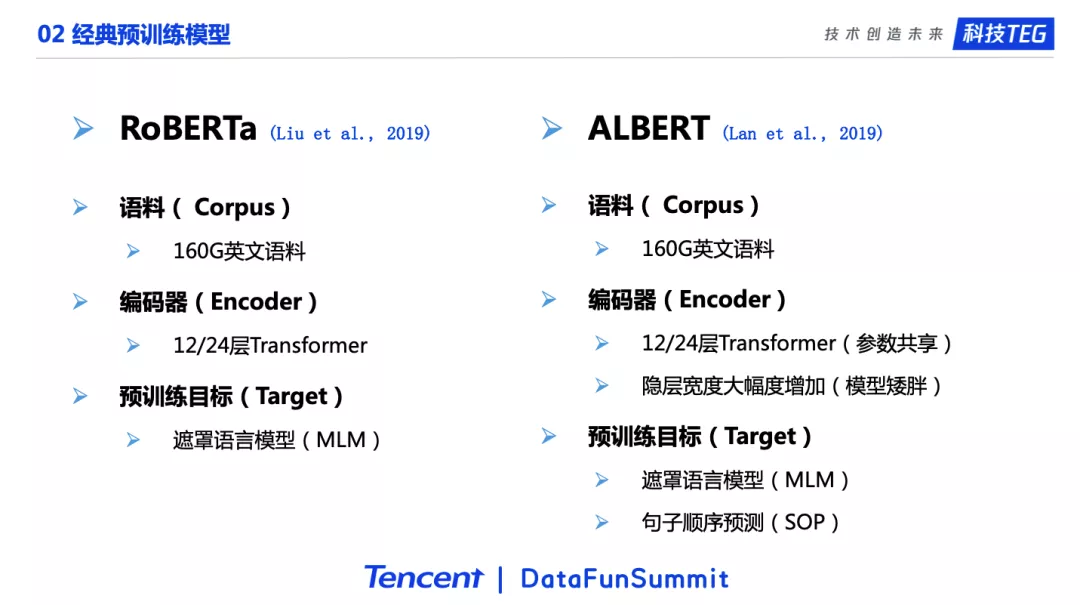 02 经典预训练模型
技术创造未来 科技TEG
RoBERTa (Liu et al., 2019)
语料（ Corpus）
160G英文语料
编码器（Encoder）
12/24层Transformer
预训练目标（Target）
遮罩语言模型（MLM）
ALBERT (Lan et al., 2019)
语料（ Corpus）
160G英文语料
编码器（Encoder）
12/24层Transformer（参数共享）
隐层宽度大幅度增加（模型矮胖）
预训练目标（Target）
遮罩语言模型（MLM）
句子顺序预测（SOP）
Tencent | DataFunSummit